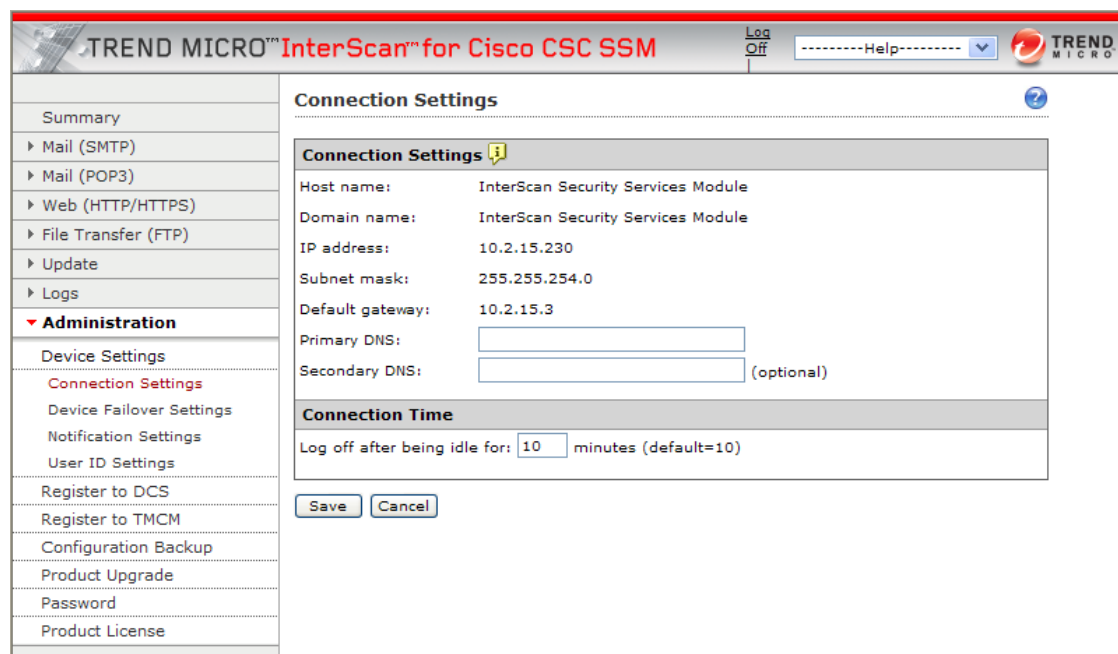 TREND MICRO™ InterScan™ for Cisco CSC SSM
Log Off
---------Help---------
TREND MICRO
Summary
Mail (SMTP)
Mail (POP3)
Web (HTTP/HTTPS)
File Transfer (FTP)
Update
Logs
Administration
Device Settings
Connection Settings
Device Failover Settings
Notification Settings
User ID Settings
Register to DCS
Register to TMCM
Configuration Backup
Product Upgrade
Password
Product License
Connection Settings
?
Connection Settings
Host name: InterScan Security Services Module
Domain name: InterScan Security Services Module
IP address: 10.2.15.230
Subnet mask: 255.255.254.0
Default gateway: 10.2.15.3
Primary DNS:
Secondary DNS: (optional)
Connection Time
Log off after being idle for: 10 minutes (default=10)
Save Cancel